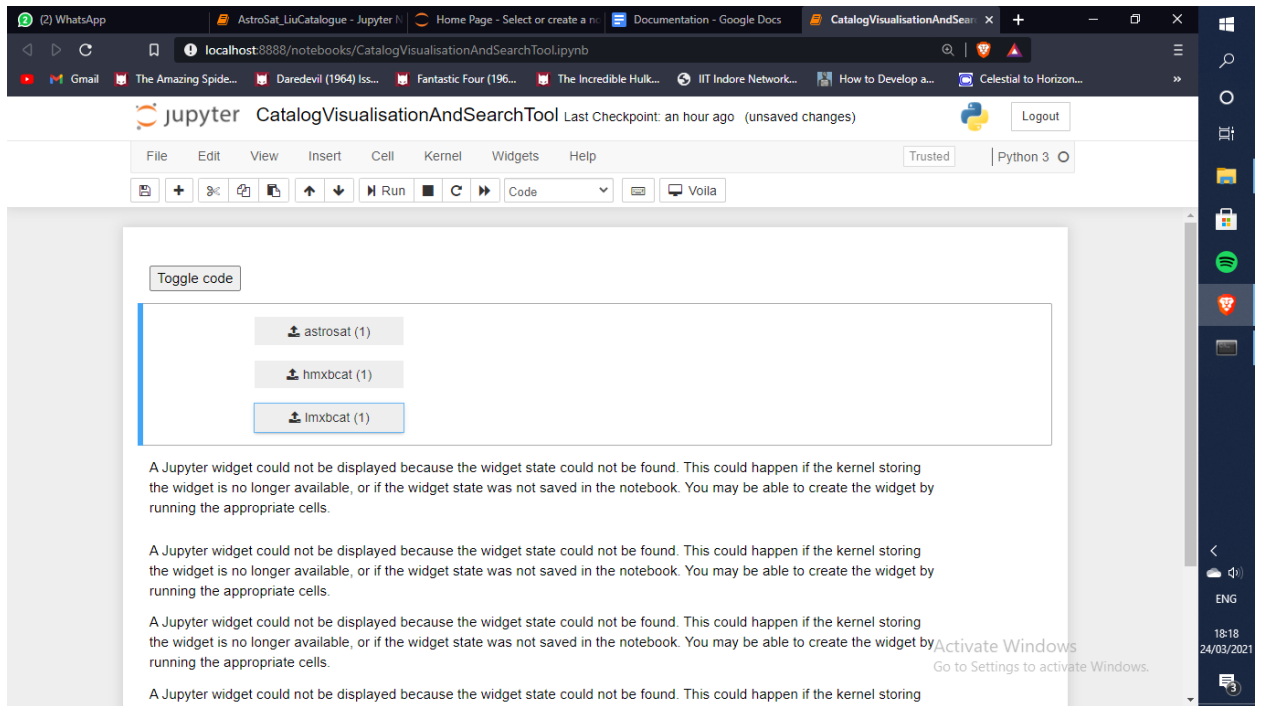 2 (2) WhatsApp
AstroSat_LiuCatalogue - Jupyter N
Home Page - Select or create a no
Documentation - Google Docs
CatalogVisualisationAndSear
localhost:8888/notebooks/CatalogVisualisationAndSearchTool.ipynb
Gmail
The Amazing Spide...
Daredevil (1964) Iss...
Fantastic Four (196...
The Incredible Hulk...
IIT Indore Network...
How to Develop a...
Celestial to Horizon...
»
jupyter CatalogVisualisationAndSearchTool Last Checkpoint: an hour ago (unsaved changes)
Logout
File Edit View Insert Cell Kernel Widgets Help
Trusted
Python 3
Run
Code
Voila
Toggle code
astrosat (1)
hmxbcat (1)
lmxbcat (1)
A Jupyter widget could not be displayed because the widget state could not be found. This could happen if the kernel storing
the widget is no longer available, or if the widget state was not saved in the notebook. You may be able to create the widget by
running the appropriate cells.
A Jupyter widget could not be displayed because the widget state could not be found. This could happen if the kernel storing
the widget is no longer available, or if the widget state was not saved in the notebook. You may be able to create the widget by
running the appropriate cells.
A Jupyter widget could not be displayed because the widget state could not be found. This could happen if the kernel storing
the widget is no longer available, or if the widget state was not saved in the notebook. You may be able to create the widget by
running the appropriate cells.
A Jupyter widget could not be displayed because the widget state could not be found. This could happen if the kernel storing
Activate Windows
Go to Settings to activate Windows.
ENG
18:18
24/03/2021
3